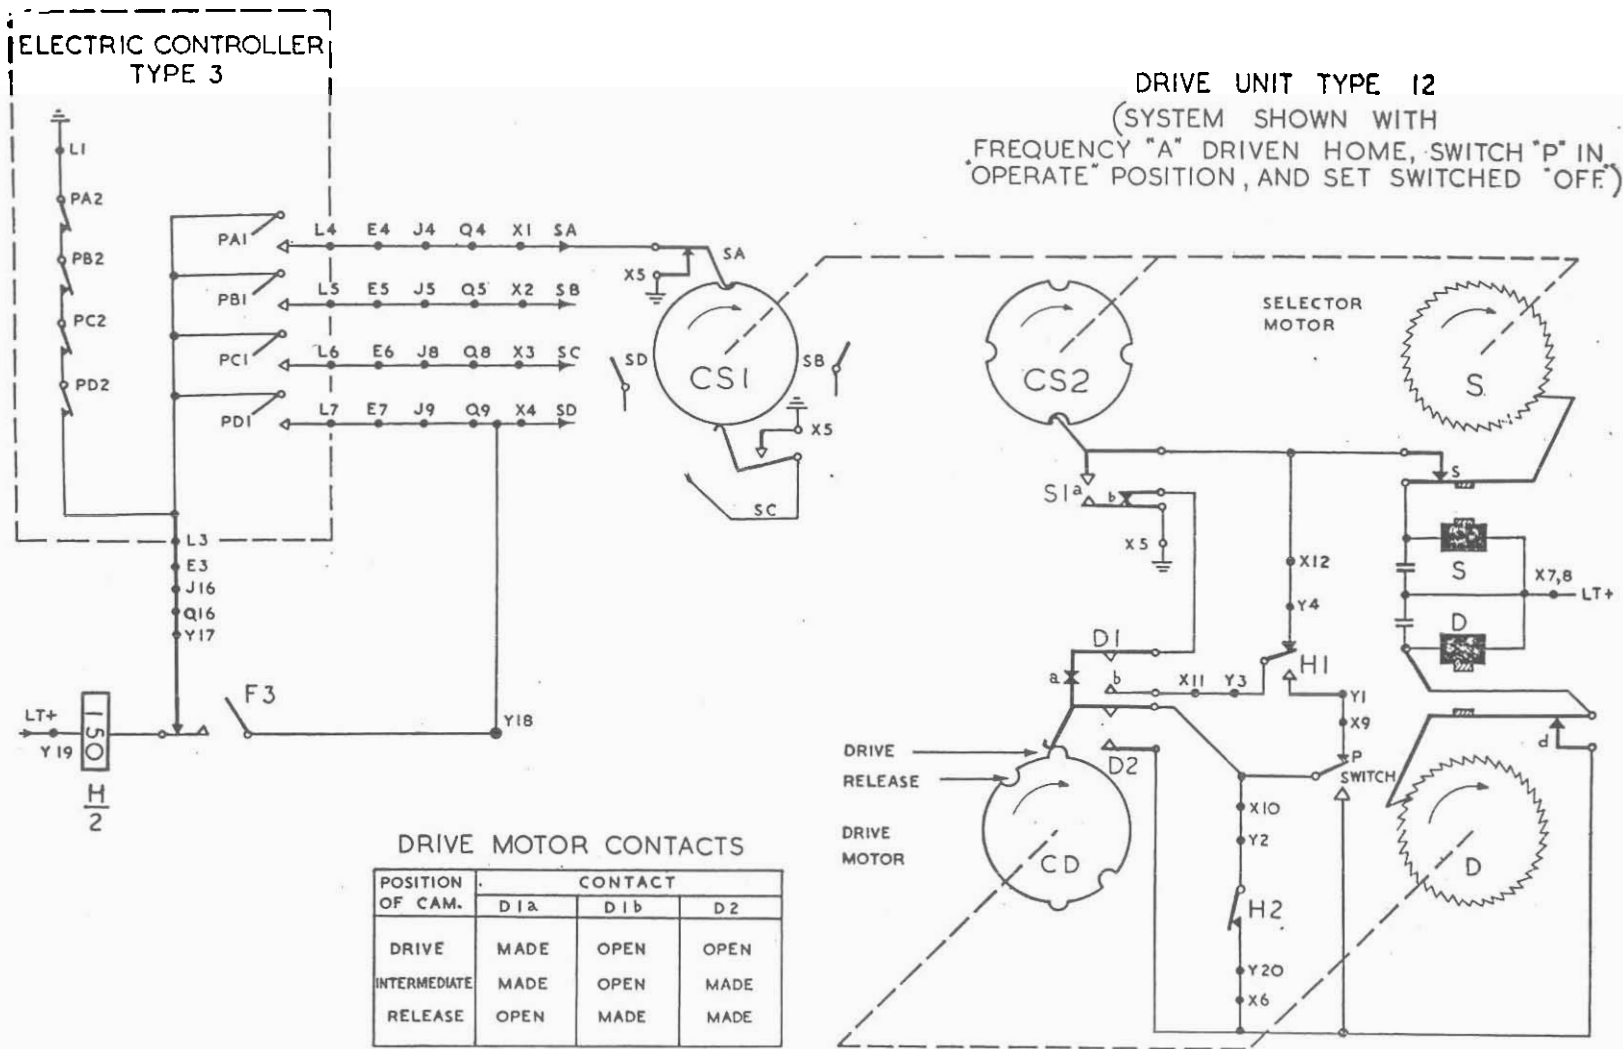 ELECTRIC CONTROLLER
TYPE 3
L1
PA2
PB2
PC2
PD2
PA1
PB1
PC1
PD1
L4 E4 J4 Q4 X1 SA
L5 E5 J5 Q5 X2 SB
L6 E6 J8 Q8 X3 SC
L7 E7 J9 Q9 X4 SD
L3
E3
J16
Q16
Y17
LT+
Y19
150
H
2
F3
Y18
DRIVE UNIT TYPE 12
(SYSTEM SHOWN WITH
FREQUENCY "A" DRIVEN HOME, SWITCH "P" IN
"OPERATE" POSITION, AND SET SWITCHED "OFF")
SA
X5
SD
CS1
SB
X5
SC
CS2
SELECTOR
MOTOR
S
S1 a b
X5
S
X12
Y4
S
X7,8
LT+
D
D1
a
b
X11 Y3
H1
Y1
X9
P
SWITCH
d
D2
DRIVE
RELEASE
DRIVE
MOTOR
CD
X10
Y2
H2
Y20
X6
D
DRIVE MOTOR CONTACTS
POSITION
OF CAM.
CONTACT
D1a D1b D2
DRIVE MADE OPEN OPEN
INTERMEDIATE MADE OPEN MADE
RELEASE OPEN MADE MADE